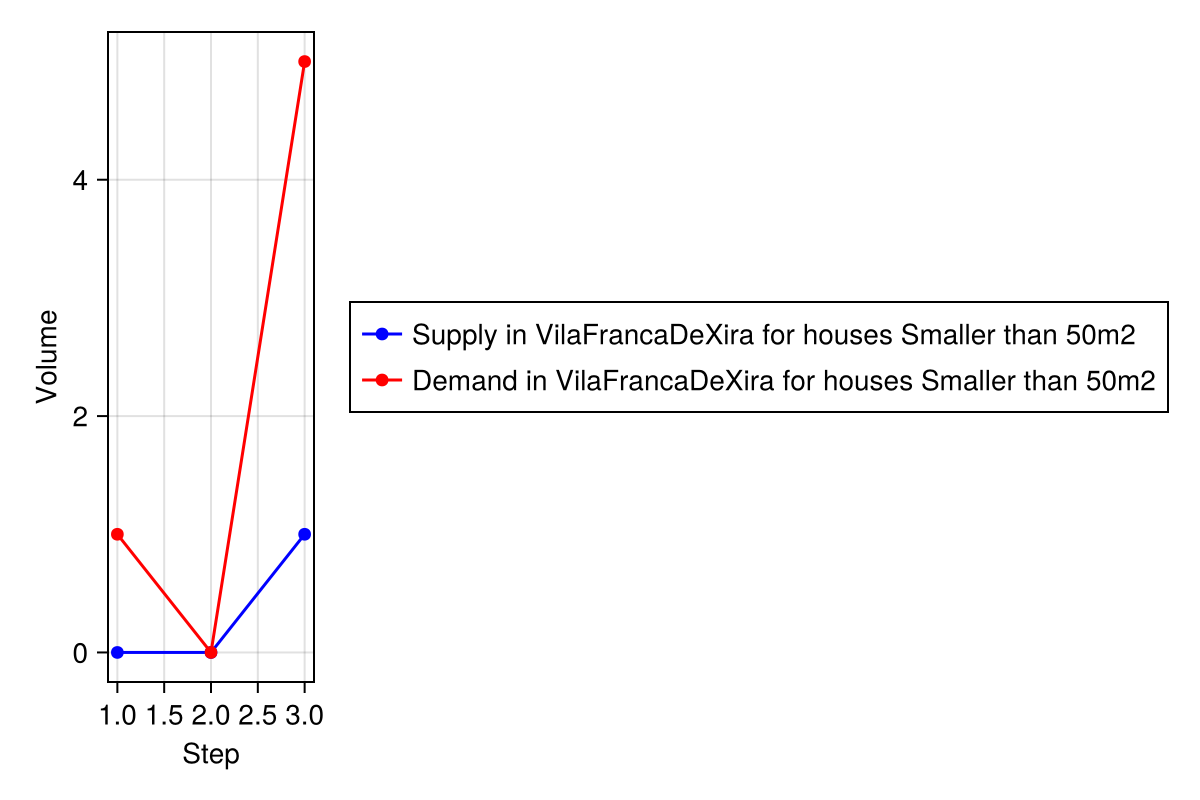 Volume
4
2
0
1.0 1.5 2.0 2.5 3.0
Step
Supply in VilaFrancaDeXira for houses Smaller than 50m2
Demand in VilaFrancaDeXira for houses Smaller than 50m2